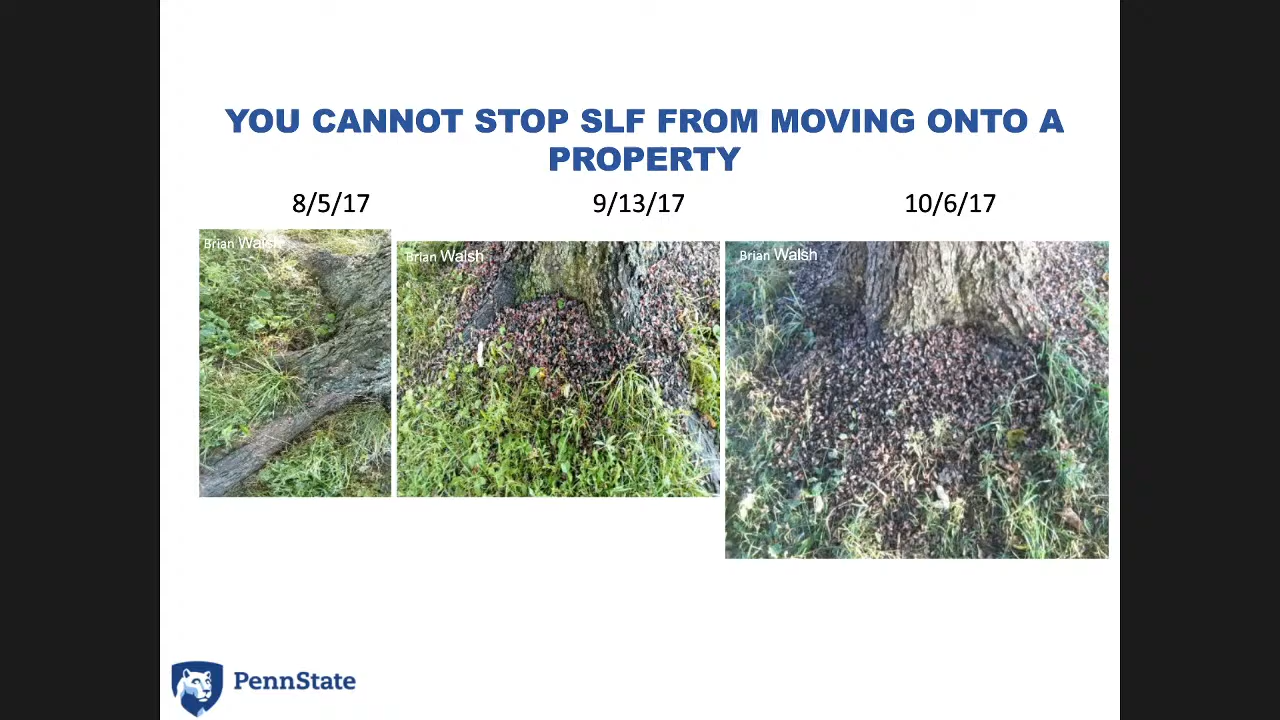 YOU CANNOT STOP SLF FROM MOVING ONTO A
PROPERTY
8/5/17
9/13/17
10/6/17
Brian Walsh
Brian Walsh
Brian Walsh
PennState